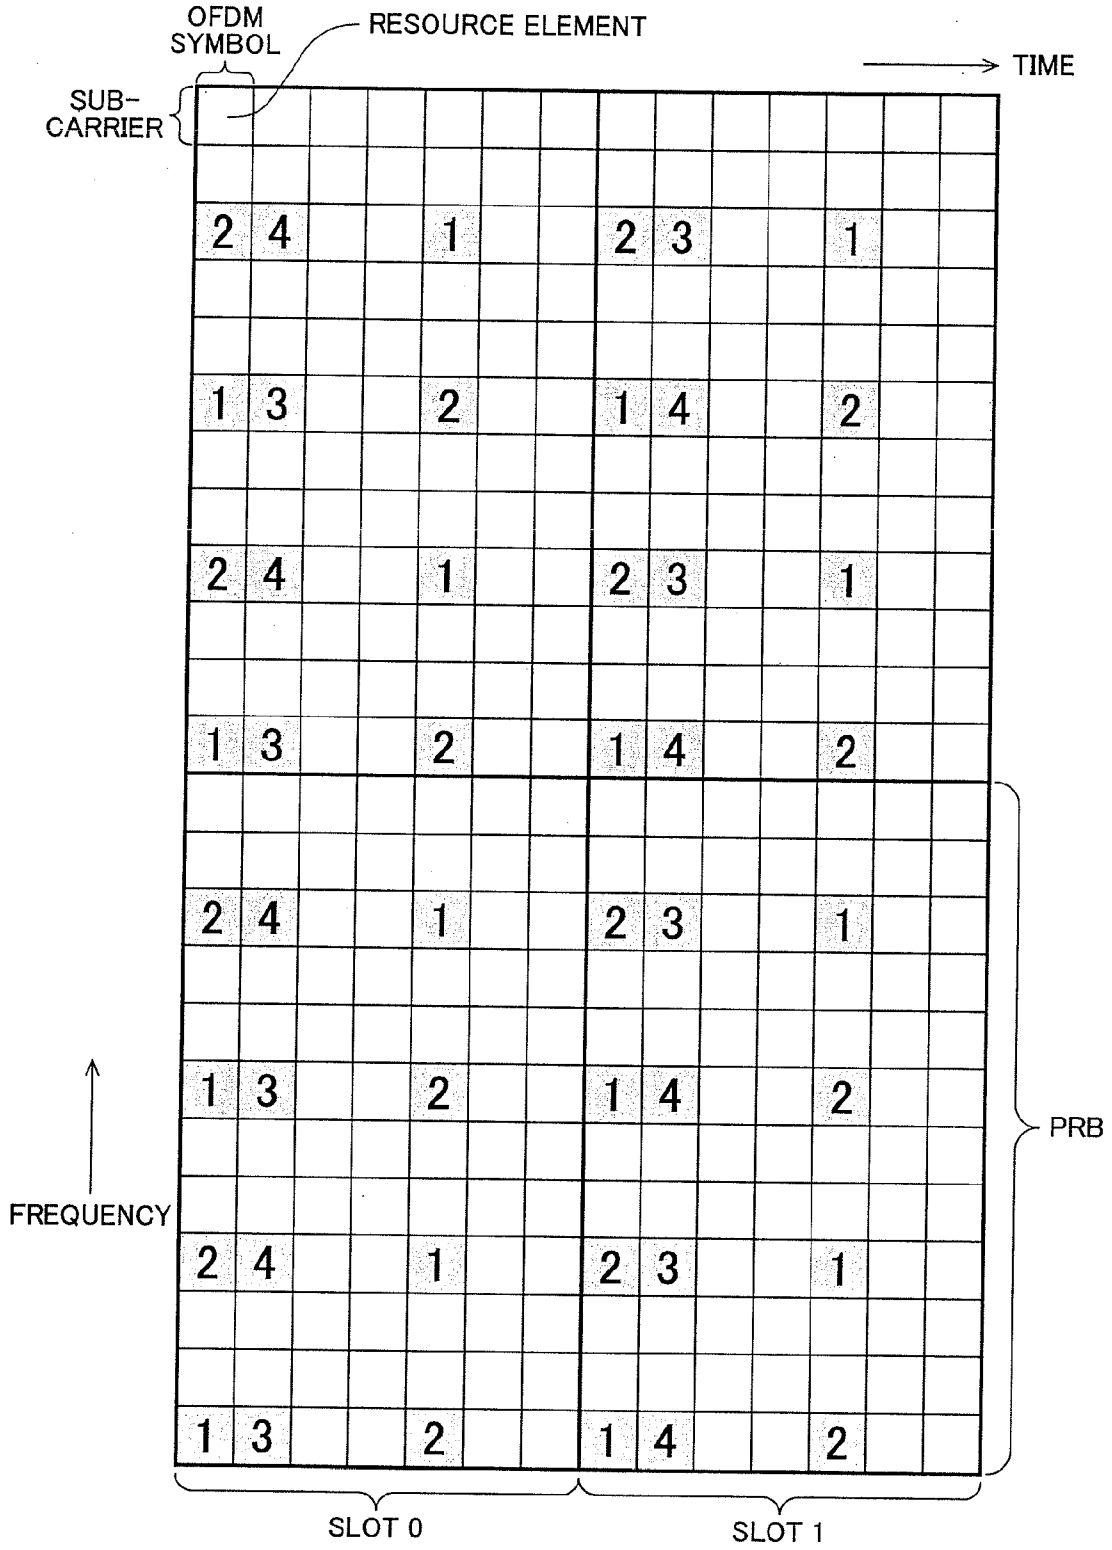 OFDM
SYMBOL
RESOURCE ELEMENT
TIME
SUB-
CARRIER
2 4 1 2 3 1
1 3 2 1 4 2
2 4 1 2 3 1
1 3 2 1 4 2
2 4 1 2 3 1
1 3 2 1 4 2
PRB
FREQUENCY
2 4 1 2 3 1
1 3 2 1 4 2
SLOT 0
SLOT 1